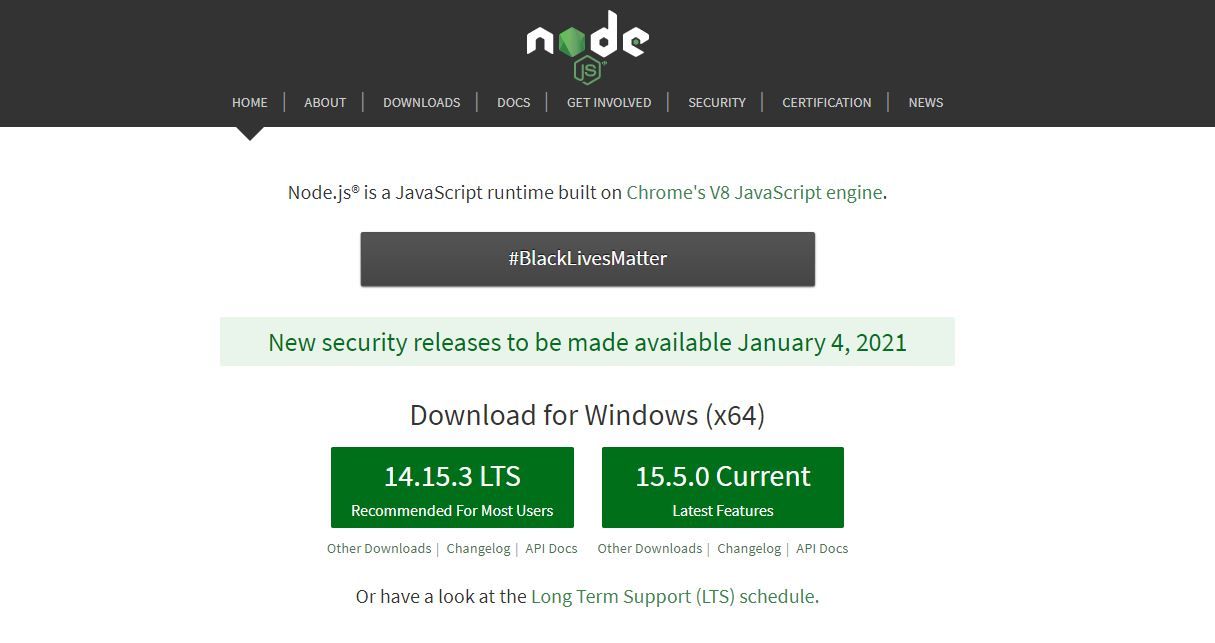 node
JS
HOME | ABOUT | DOWNLOADS | DOCS | GET INVOLVED | SECURITY | CERTIFICATION | NEWS
Node.js® is a JavaScript runtime built on Chrome's V8 JavaScript engine.
#BlackLivesMatter
New security releases to be made available January 4, 2021
Download for Windows (x64)
14.15.3 LTS 15.5.0 Current
Recommended For Most Users Latest Features
Other Downloads | Changelog | API Docs Other Downloads | Changelog | API Docs
Or have a look at the Long Term Support (LTS) schedule.